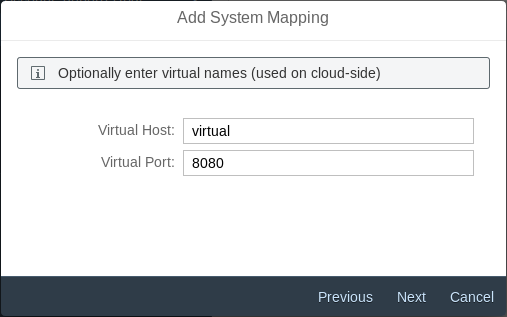 Add System Mapping
Optionally enter virtual names (used on cloud-side)
Virtual Host: virtual
Virtual Port: 8080
Previous Next Cancel